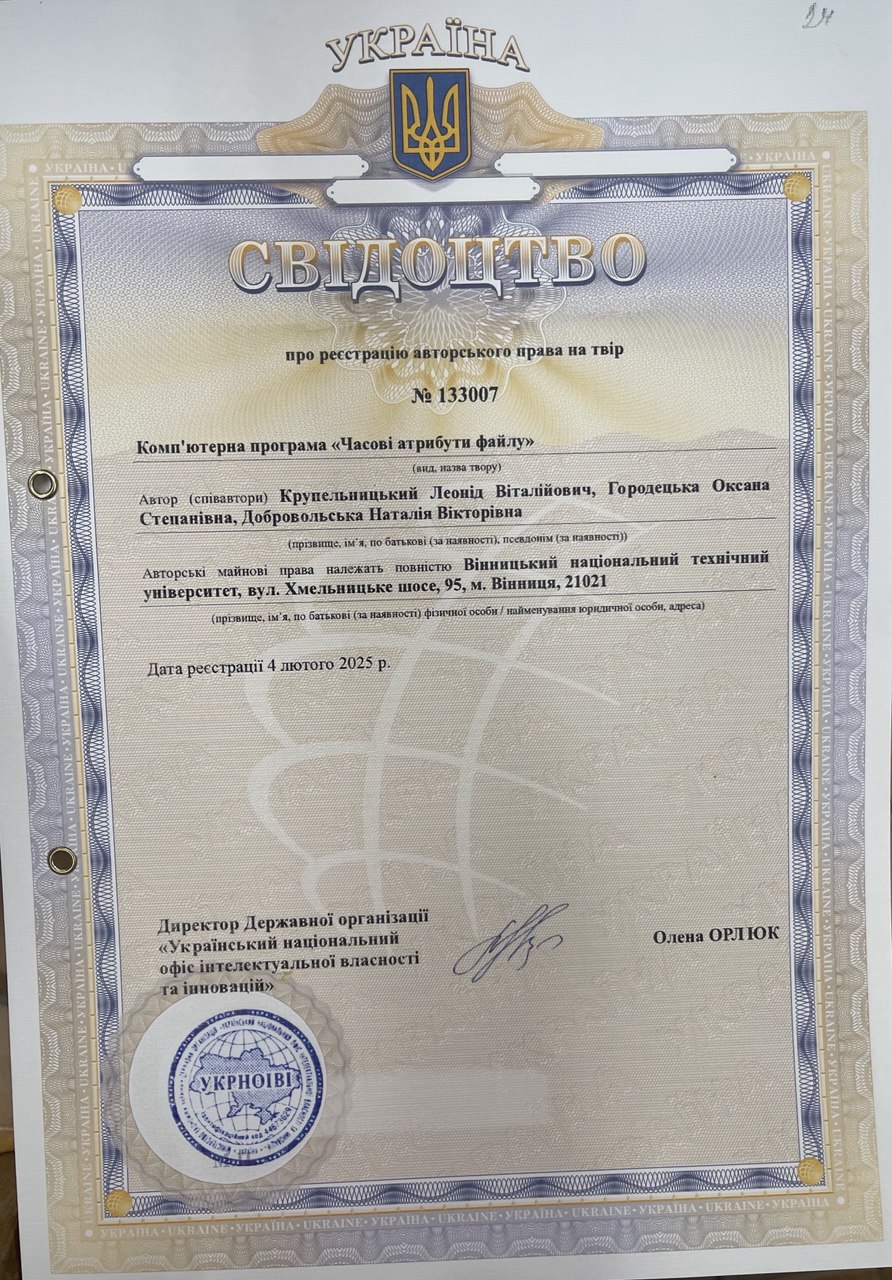 УКРАЇНА
СВІДОЦТВО
про реєстрацію авторського права на твір
№ 133007
Комп'ютерна програма «Часові атрибути файлу»
(вид, назва твору)
Автор (співавтори) Крупельницький Леонід Віталійович, Городецька Оксана
Степанівна, Добровольська Наталія Вікторівна
(прізвище, ім’я, по батькові (за наявності), псевдонім (за наявності))
Авторські майнові права належать повністю Вінницький національний технічний
університет, вул. Хмельницьке шосе, 95, м. Вінниця, 21021
(прізвище, ім’я, по батькові (за наявності) фізичної особи / найменування юридичної особи, адреса)
Дата реєстрації 4 лютого 2025 р.
Директор Державної організації
«Український національний
офіс інтелектуальної власності
та інновацій»
Олена ОРЛЮК
УКРНОІВІ